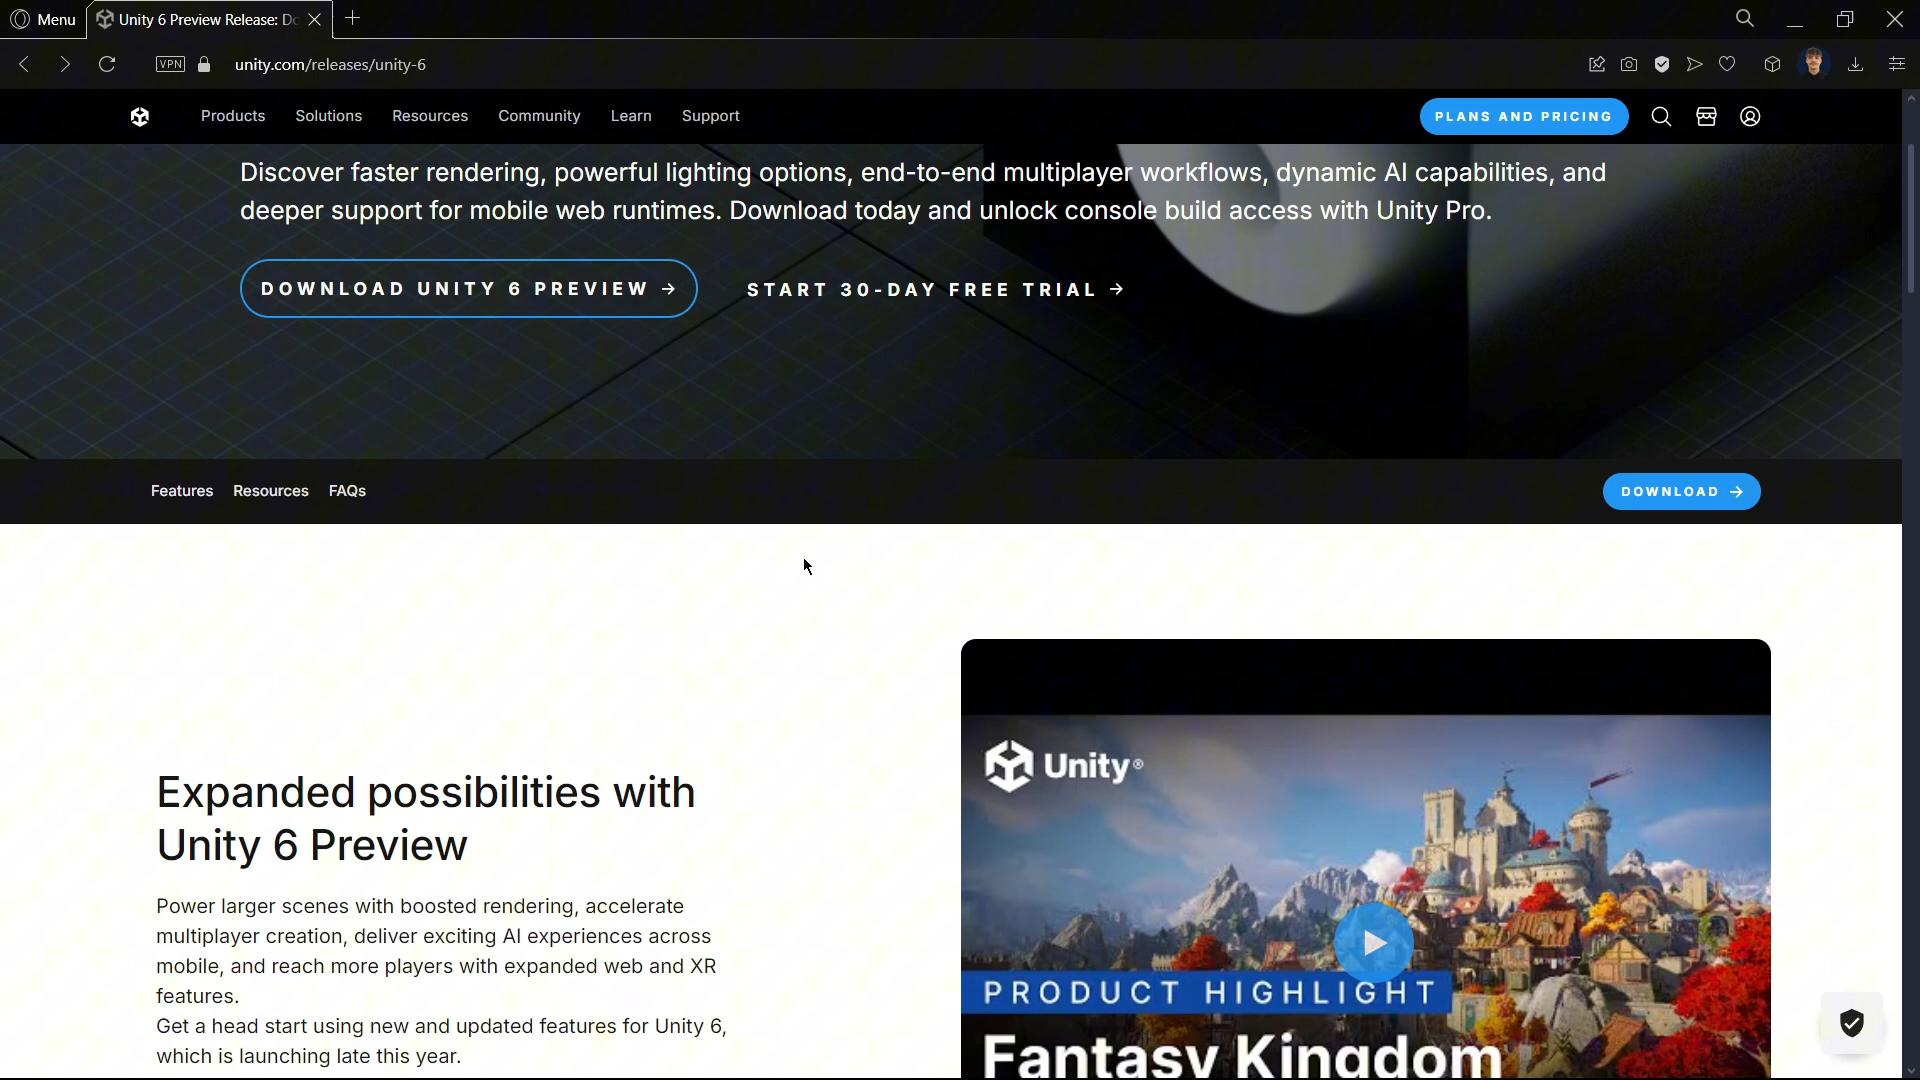 Menu
Unity 6 Preview Release: Do
VPN
unity.com/releases/unity-6
Products Solutions Resources Community Learn Support
PLANS AND PRICING
Discover faster rendering, powerful lighting options, end-to-end multiplayer workflows, dynamic AI capabilities, and
deeper support for mobile web runtimes. Download today and unlock console build access with Unity Pro.
DOWNLOAD UNITY 6 PREVIEW →
START 30-DAY FREE TRIAL →
Features Resources FAQs
DOWNLOAD →
Expanded possibilities with
Unity 6 Preview
Power larger scenes with boosted rendering, accelerate
multiplayer creation, deliver exciting AI experiences across
mobile, and reach more players with expanded web and XR
features.
Get a head start using new and updated features for Unity 6,
which is launching late this year.
Unity®
PRODUCT HIGHLIGHT
Fantasy Kingdom